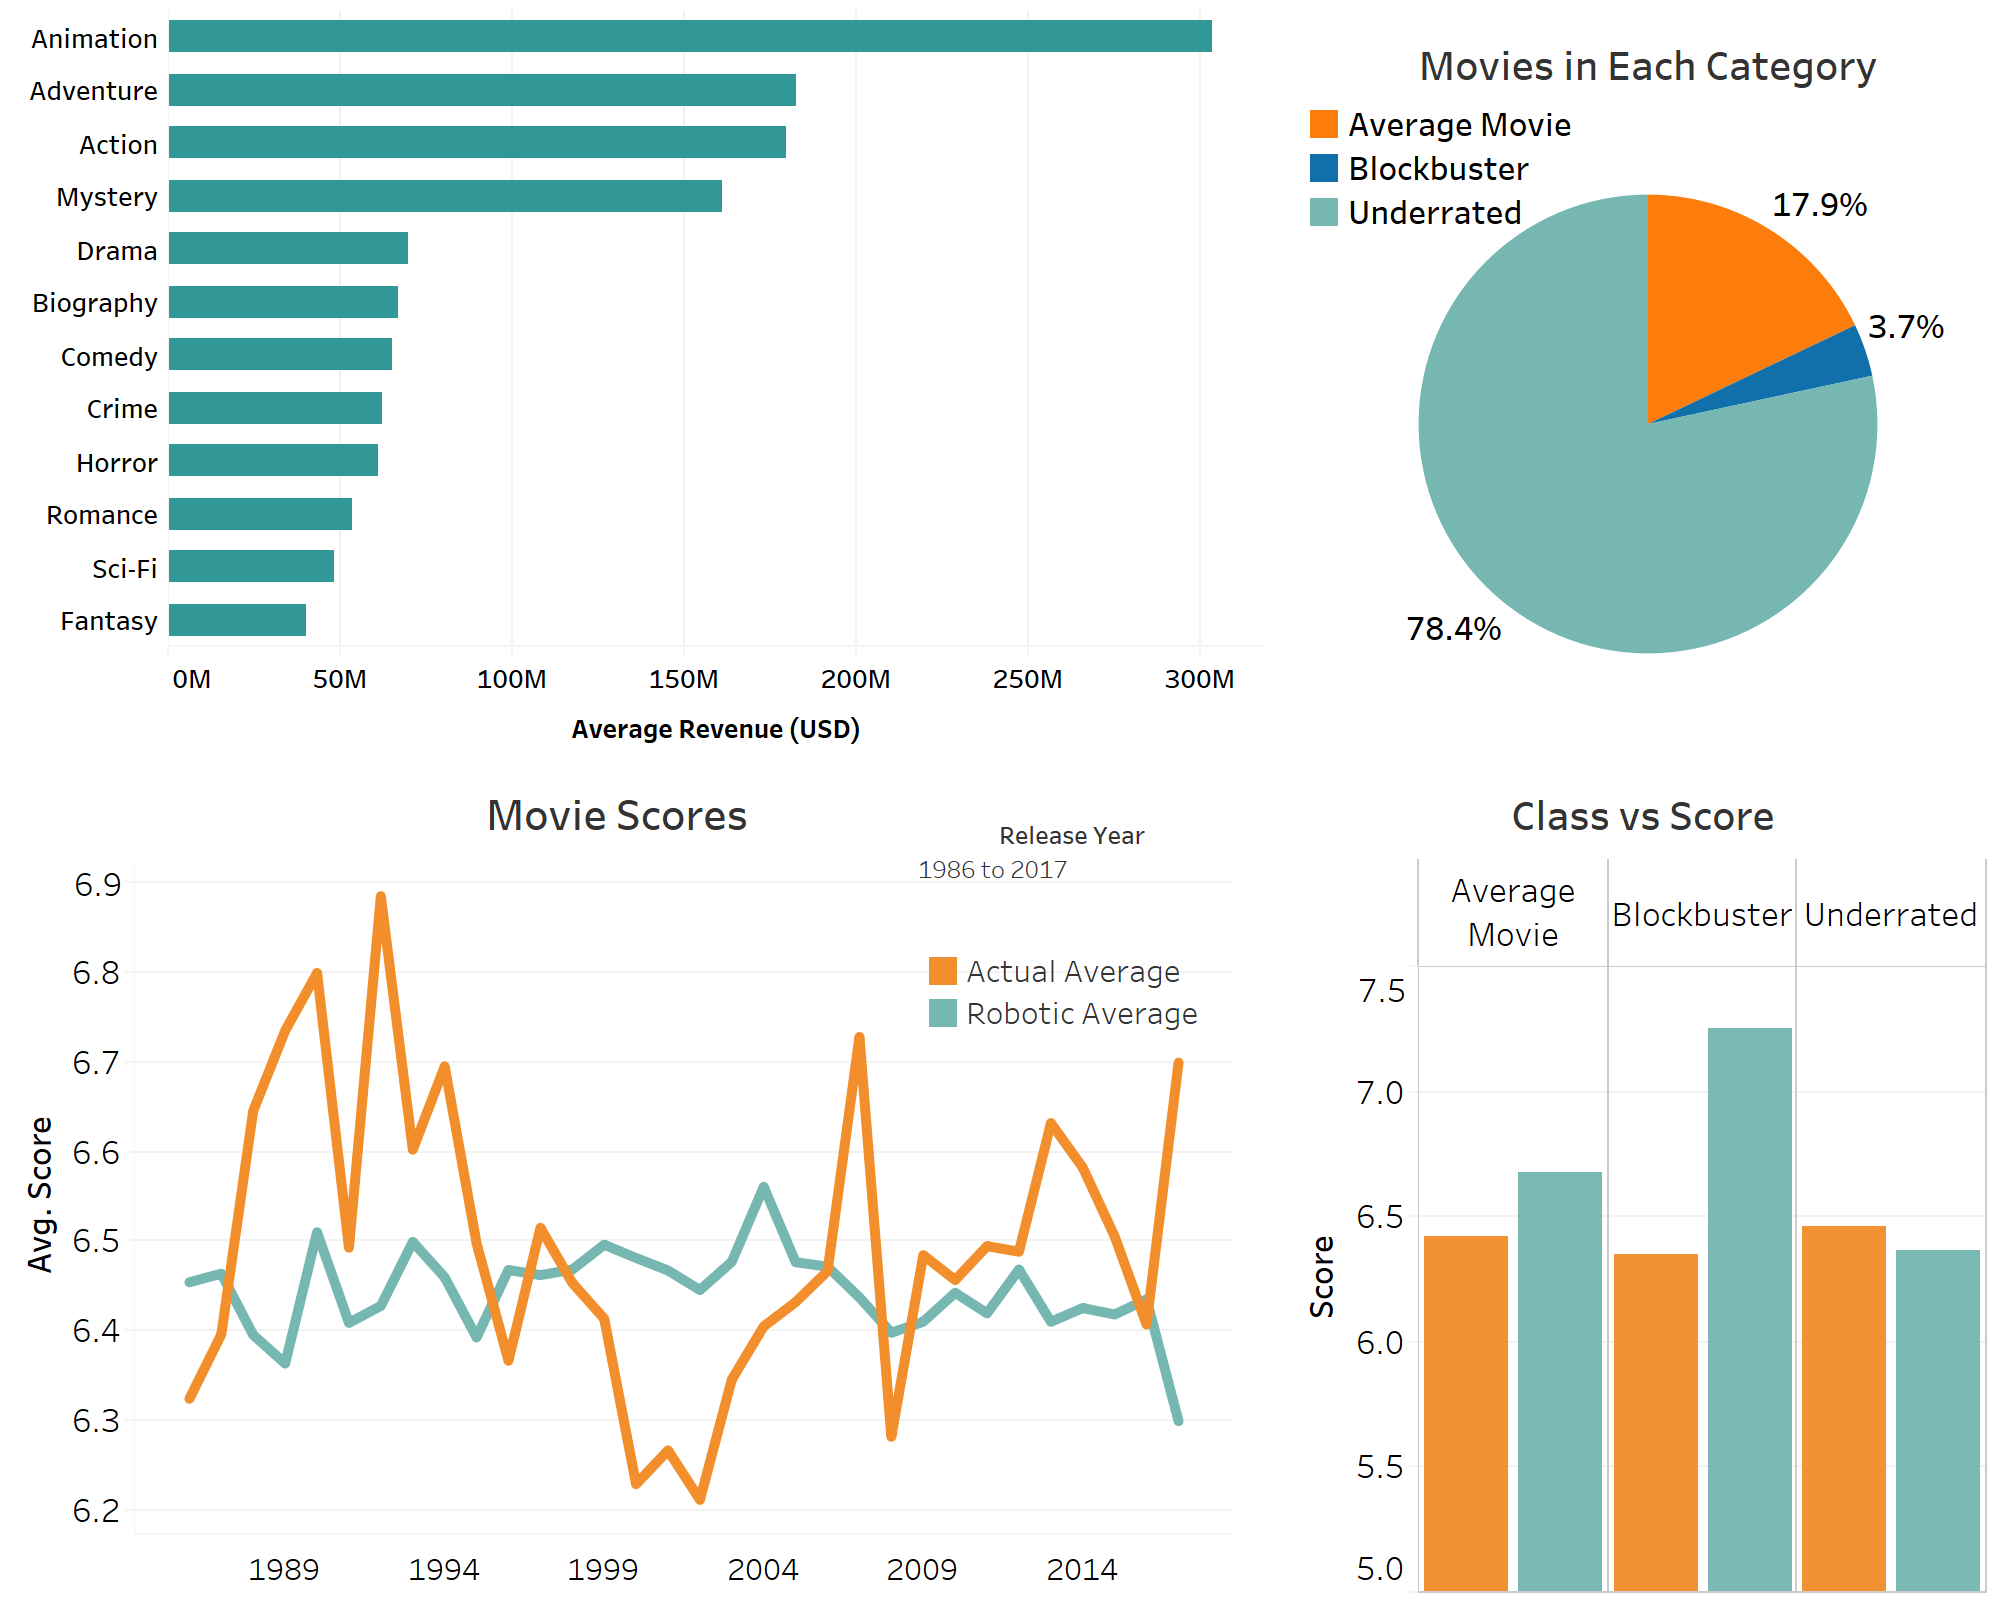 Animation
Adventure
Action
Mystery
Drama
Biography
Comedy
Crime
Horror
Romance
Sci-Fi
Fantasy
0M 50M 100M 150M 200M 250M 300M
Average Revenue (USD)
Movies in Each Category
Average Movie
Blockbuster
Underrated
17.9%
3.7%
78.4%
Movie Scores
Release Year
1986 to 2017
Actual Average
Robotic Average
Avg. Score
6.9
6.8
6.7
6.6
6.5
6.4
6.3
6.2
1989 1994 1999 2004 2009 2014
Class vs Score
Average
Movie
Blockbuster
Underrated
Score
7.5
7.0
6.5
6.0
5.5
5.0